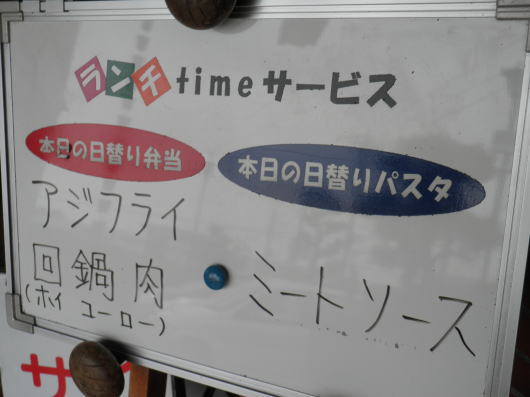 ランチtimeサービス
本日の日替り弁当
アジフライ
回鍋肉
(ホイコーロー)
本日の日替りパスタ
ミートソース
サ